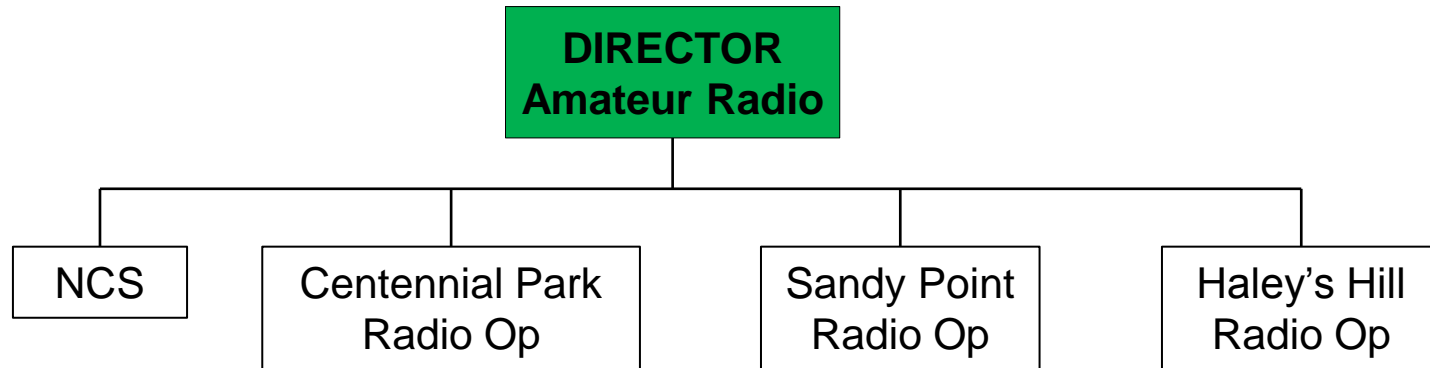 DIRECTOR
Amateur Radio
NCS
Centennial Park
Radio Op
Sandy Point
Radio Op
Haley’s Hill
Radio Op